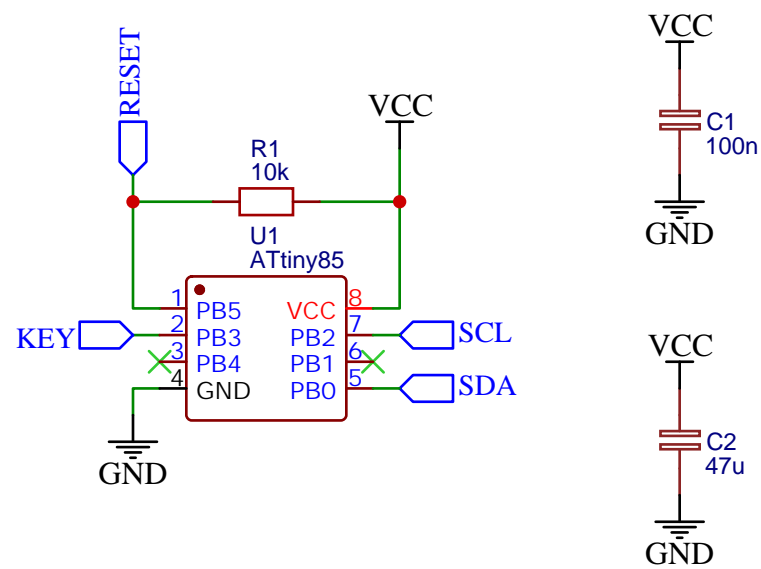 RESET
VCC
R1
10k
U1
ATtiny85
1 PB5 VCC 8
KEY 2 PB3 PB2 7 SCL
3 PB4 PB1 6
4 GND PB0 5 SDA
GND
VCC
C1
100n
GND
VCC
C2
47u
GND